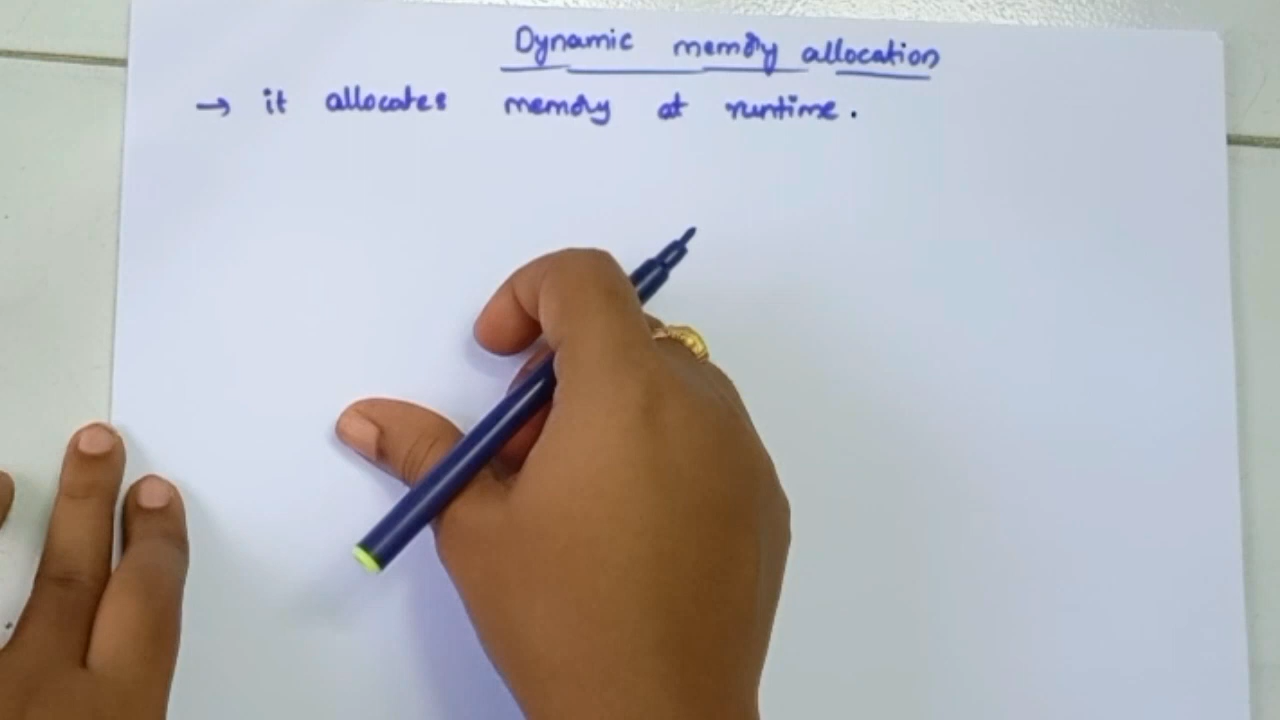 Dynamic memory allocation
→ it allocates memory at runtime.